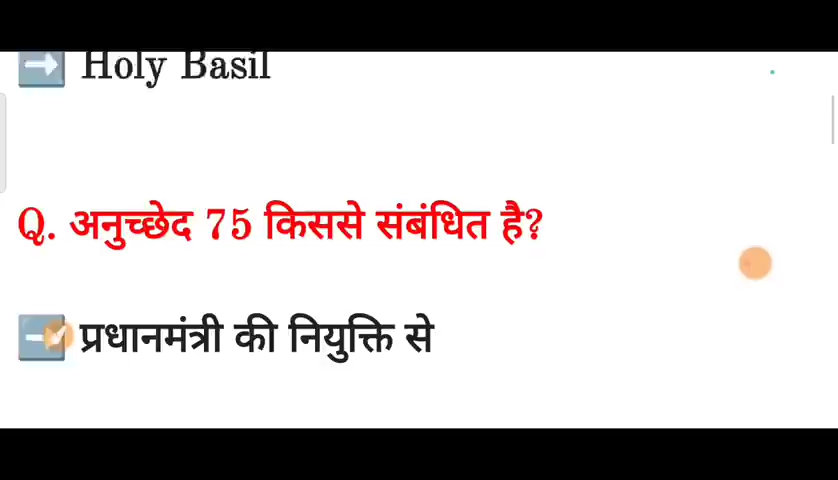 Holy Basil
Q. अनुच्छेद 75 किससे संबंधित है?
प्रधानमंत्री की नियुक्ति से